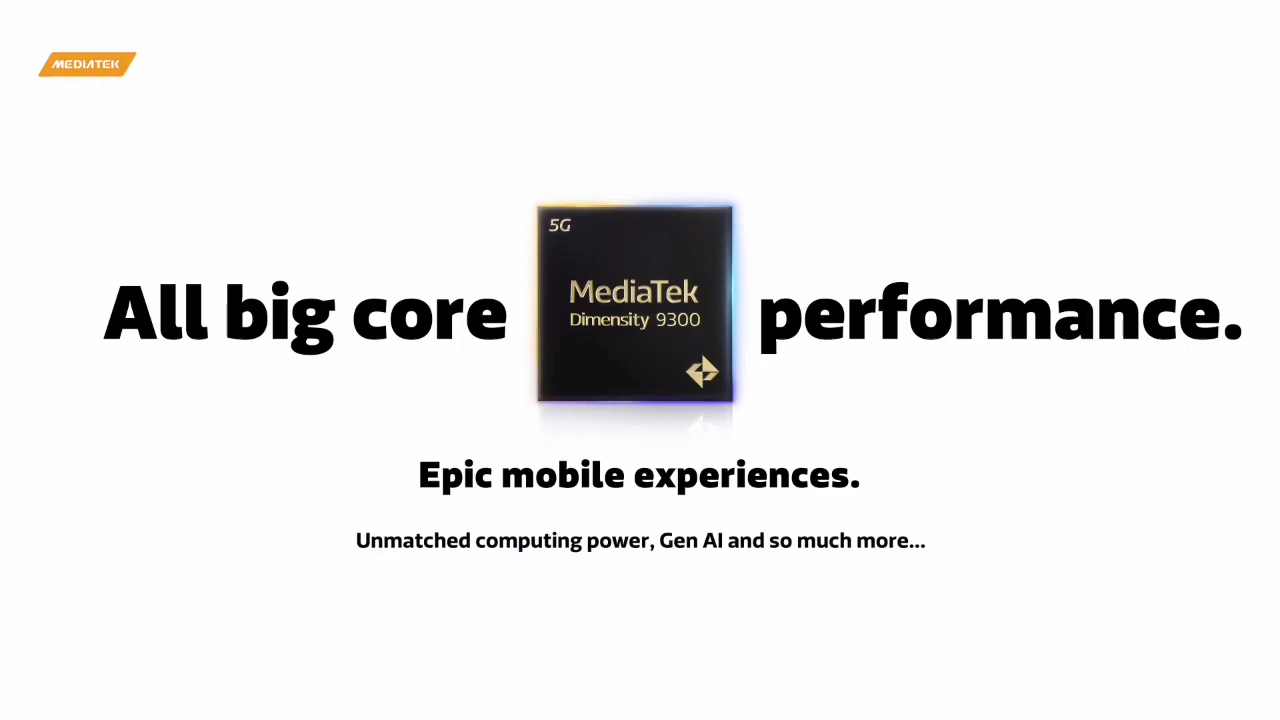 MEDIATEK
5G
MediaTek
Dimensity 9300
All big core performance.
Epic mobile experiences.
Unmatched computing power, Gen AI and so much more...